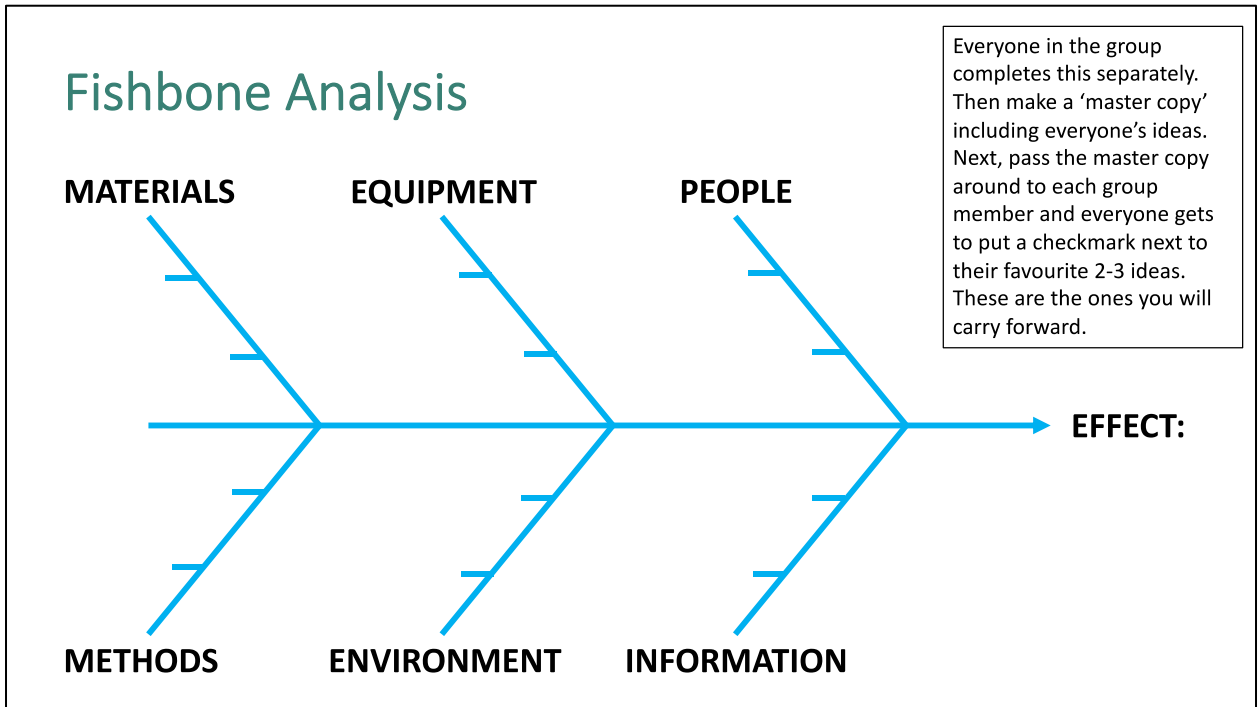 Fishbone Analysis
Everyone in the group
completes this separately.
Then make a ‘master copy’
including everyone’s ideas.
Next, pass the master copy
around to each group
member and everyone gets
to put a checkmark next to
their favourite 2-3 ideas.
These are the ones you will
carry forward.
MATERIALS
EQUIPMENT
PEOPLE
EFFECT:
METHODS
ENVIRONMENT
INFORMATION